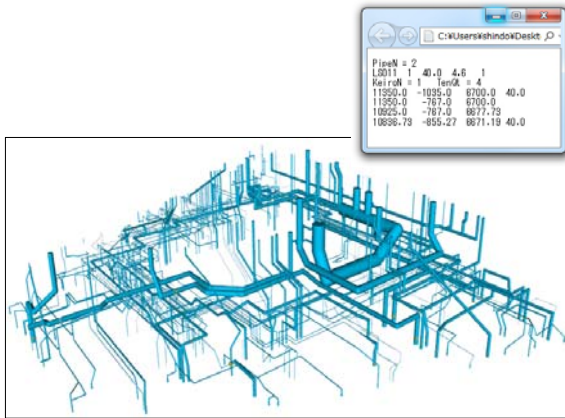 C:¥Users¥shindo¥Deskt
PipeN = 2
LSD11 1 40.0 4.6 1
KeiroN = 1 TenQt = 4
11350.0 -1035.0 6700.0 40.0
11350.0 -767.0 6700.0
10925.0 -767.0 6677.73
10836.73 -855.27 6671.19 40.0